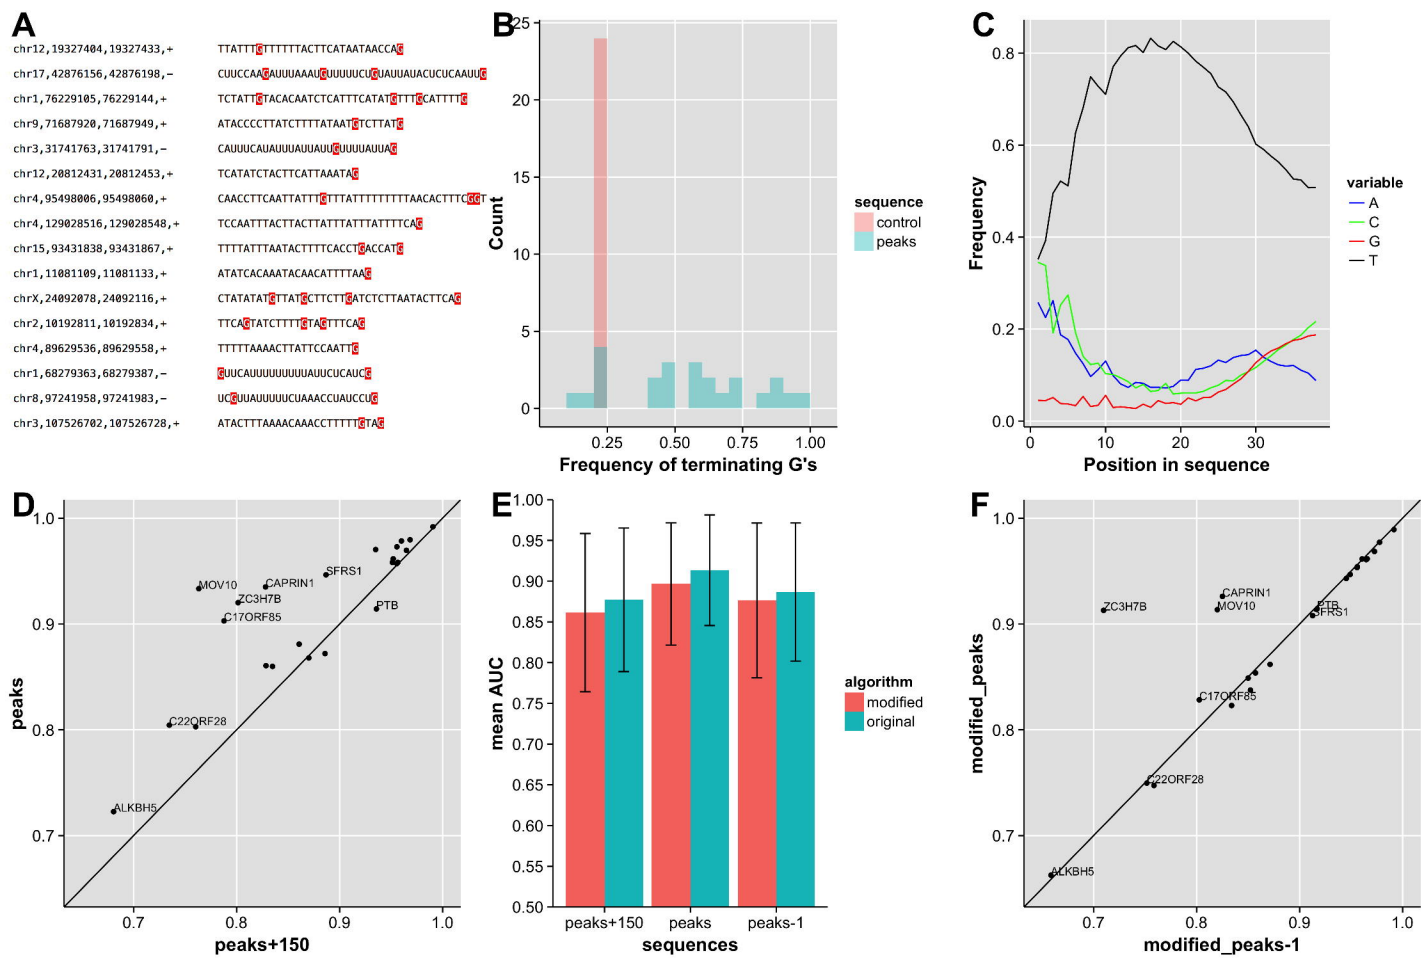 A
chr12,19327404,19327433,+ TTATTTGTTTTTTACTTCATAATAACCAG
chr17,42876156,42876198,− CUUCCAAGAUUUAAAUGUUUUUCUGUAUUAUACUCUCAAUUG
chr1,76229105,76229144,+ TCTATTGTACACAATCTCATTTCATATGTTTGCATTTTG
chr9,71687920,71687949,+ ATACCCCTTATCTTTTATAATGTCTTATG
chr3,31741763,31741791,− CAUUUCAUAUUUAUUAUUGUUUUAUUAG
chr12,20812431,20812453,+ TCATATCTACTTCATTAAATAG
chr4,95498006,95498060,+ CAACCTTCAATTATTTGTTTATTTTTTTTTTAACACTTTCGGT
chr4,129028516,129028548,+ TCCAATTTACTTACTTATTTATTTATTTTCAG
chr15,93431838,93431867,+ TTTTATTTAATACTTTTCACCTGACCATG
chr1,11081109,11081133,+ ATATCACAAATACAACATTTTAAG
chrX,24092078,24092116,+ CTATATATGTTATGCTTCTTGATCTCTTAATACTTCAG
chr2,10192811,10192834,+ TTCAGTATCTTTTGTAGTTTCAG
chr4,89629536,89629558,+ TTTTTAAAACTTATTCCAATTG
chr1,68279363,68279387,− GUUCAUUUUUUUUUAUUCUCAUCG
chr8,97241958,97241983,− UCGUUAUUUUUCUAAACCUAUCCUG
chr3,107526702,107526728,+ ATACTTTAAAACAAACCTTTTTGTAG
B
25
20
15
10
5
0
Count
0.25 0.50 0.75 1.00
Frequency of terminating G's
sequence
control
peaks
C
0.8
0.6
0.4
0.2
0.0
Frequency
0 10 20 30
Position in sequence
variable
A
C
G
T
D
1.0
0.9
0.8
0.7
peaks
MOV10
CAPRIN1
SFRS1
ZC3H7B
PTB
C17ORF85
C22ORF28
ALKBH5
0.7 0.8 0.9 1.0
peaks+150
E
1.00
0.95
0.90
0.85
0.80
0.75
0.70
0.65
0.60
0.55
0.50
mean AUC
peaks+150 peaks peaks-1
sequences
algorithm
modified
original
F
1.0
0.9
0.8
0.7
modified_peaks
ZC3H7B
CAPRIN1
MOV10
PTB
SFRS1
C17ORF85
C22ORF28
ALKBH5
0.7 0.8 0.9 1.0
modified_peaks-1